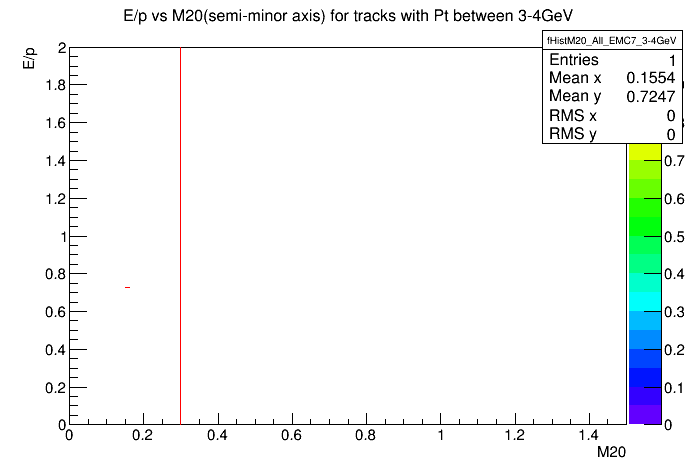 E/p vs M20(semi-minor axis) for tracks with Pt between 3-4GeV
fHistM20_All_EMC7_3-4GeV
Entries 1
Mean x 0.1554
Mean y 0.7247
RMS x 0
RMS y 0
E/p
2
1.8
1.6
1.4
1.2
1
0.8
0.6
0.4
0.2
0
0 0.2 0.4 0.6 0.8 1 1.2 1.4
M20
0.7
0.6
0.5
0.4
0.3
0.2
0.1
0